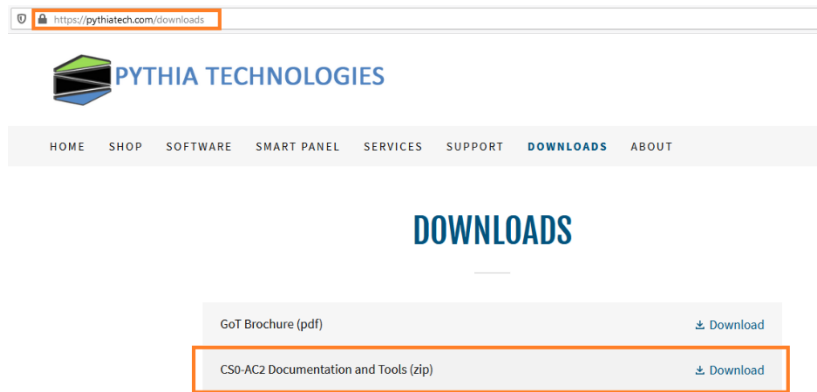 https://pythiatech.com/downloads
PYTHIA TECHNOLOGIES
HOME SHOP SOFTWARE SMART PANEL SERVICES SUPPORT DOWNLOADS ABOUT
DOWNLOADS
GoT Brochure (pdf) Download
CS0-AC2 Documentation and Tools (zip) Download